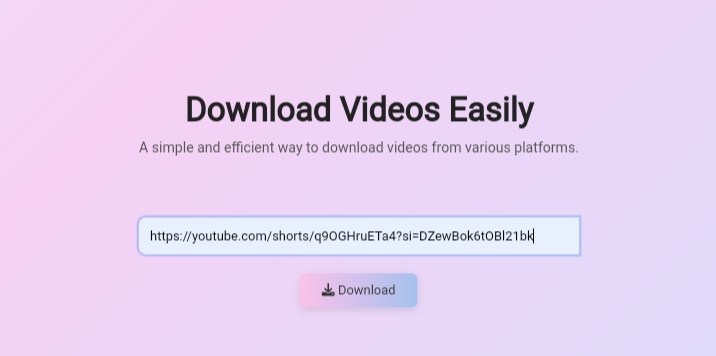 Download Videos Easily
A simple and efficient way to download videos from various platforms.
https://youtube.com/shorts/q9OGHruETa4?si=DZewBok6tOBl21bk
Download